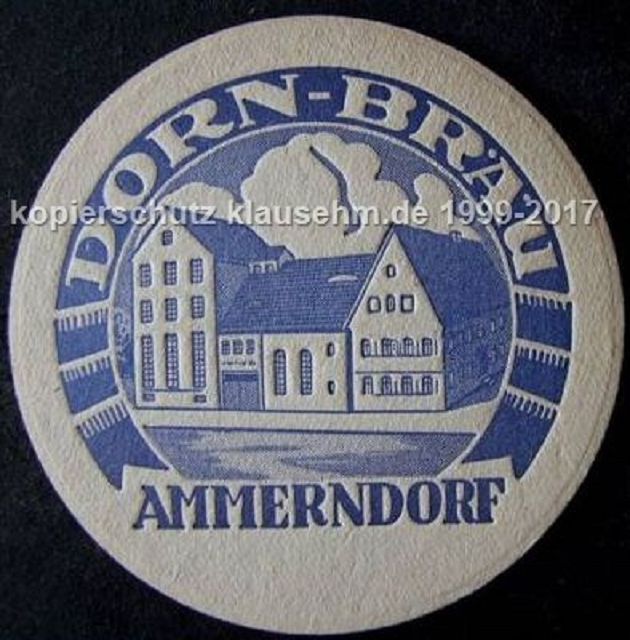 DORN-BRÄU
kopierschutz klausehm.de 1999-2017
AMMERNDORF